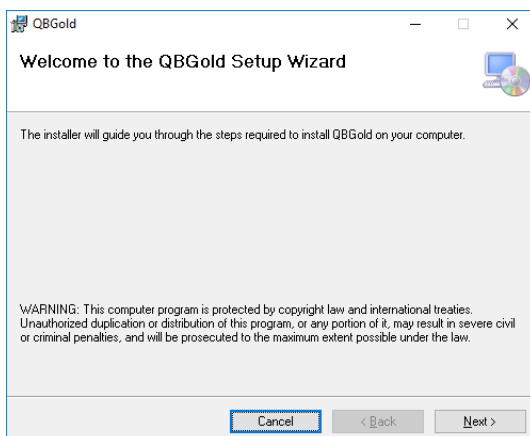 QBGold
Welcome to the QBGold Setup Wizard
The installer will guide you through the steps required to install QBGold on your computer.
WARNING: This computer program is protected by copyright law and international treaties.
Unauthorized duplication or distribution of this program, or any portion of it, may result in severe civil
or criminal penalties, and will be prosecuted to the maximum extent possible under the law.
Cancel
< Back
Next >